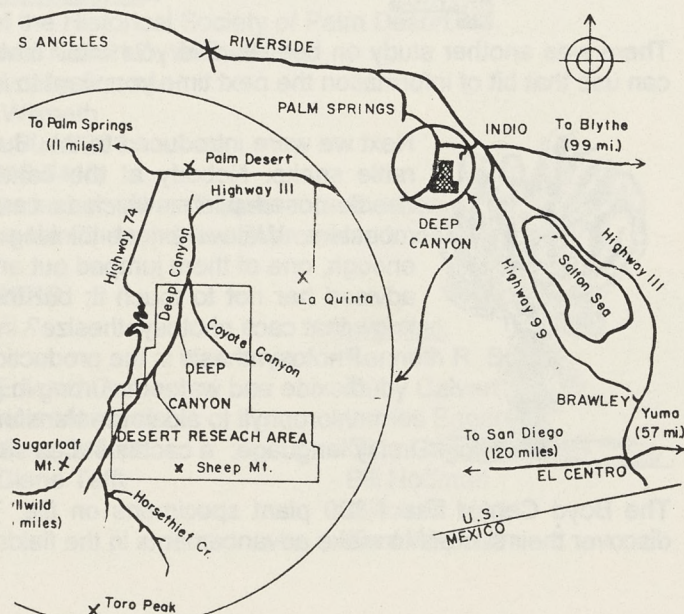 S ANGELES
RIVERSIDE
PALM SPRINGS
INDIO
To Blythe
(99 mi.)
To Palm Springs
(11 miles)
Palm Desert
Highway III
Highway 74
Deep Canyon
La Quinta
DEEP
CANYON
Highway III
Salton Sea
Highway 99
Coyote Canyon
DEEP
CANYON
DESERT RESEACH AREA
Sheep Mt.
Sugarloaf
Mt.
Horsethief Cr.
llwild
miles)
Toro Peak
BRAWLEY
Yuma
(57 mi.)
To San Diego
(120 miles)
EL CENTRO
U.S.
MEXICO